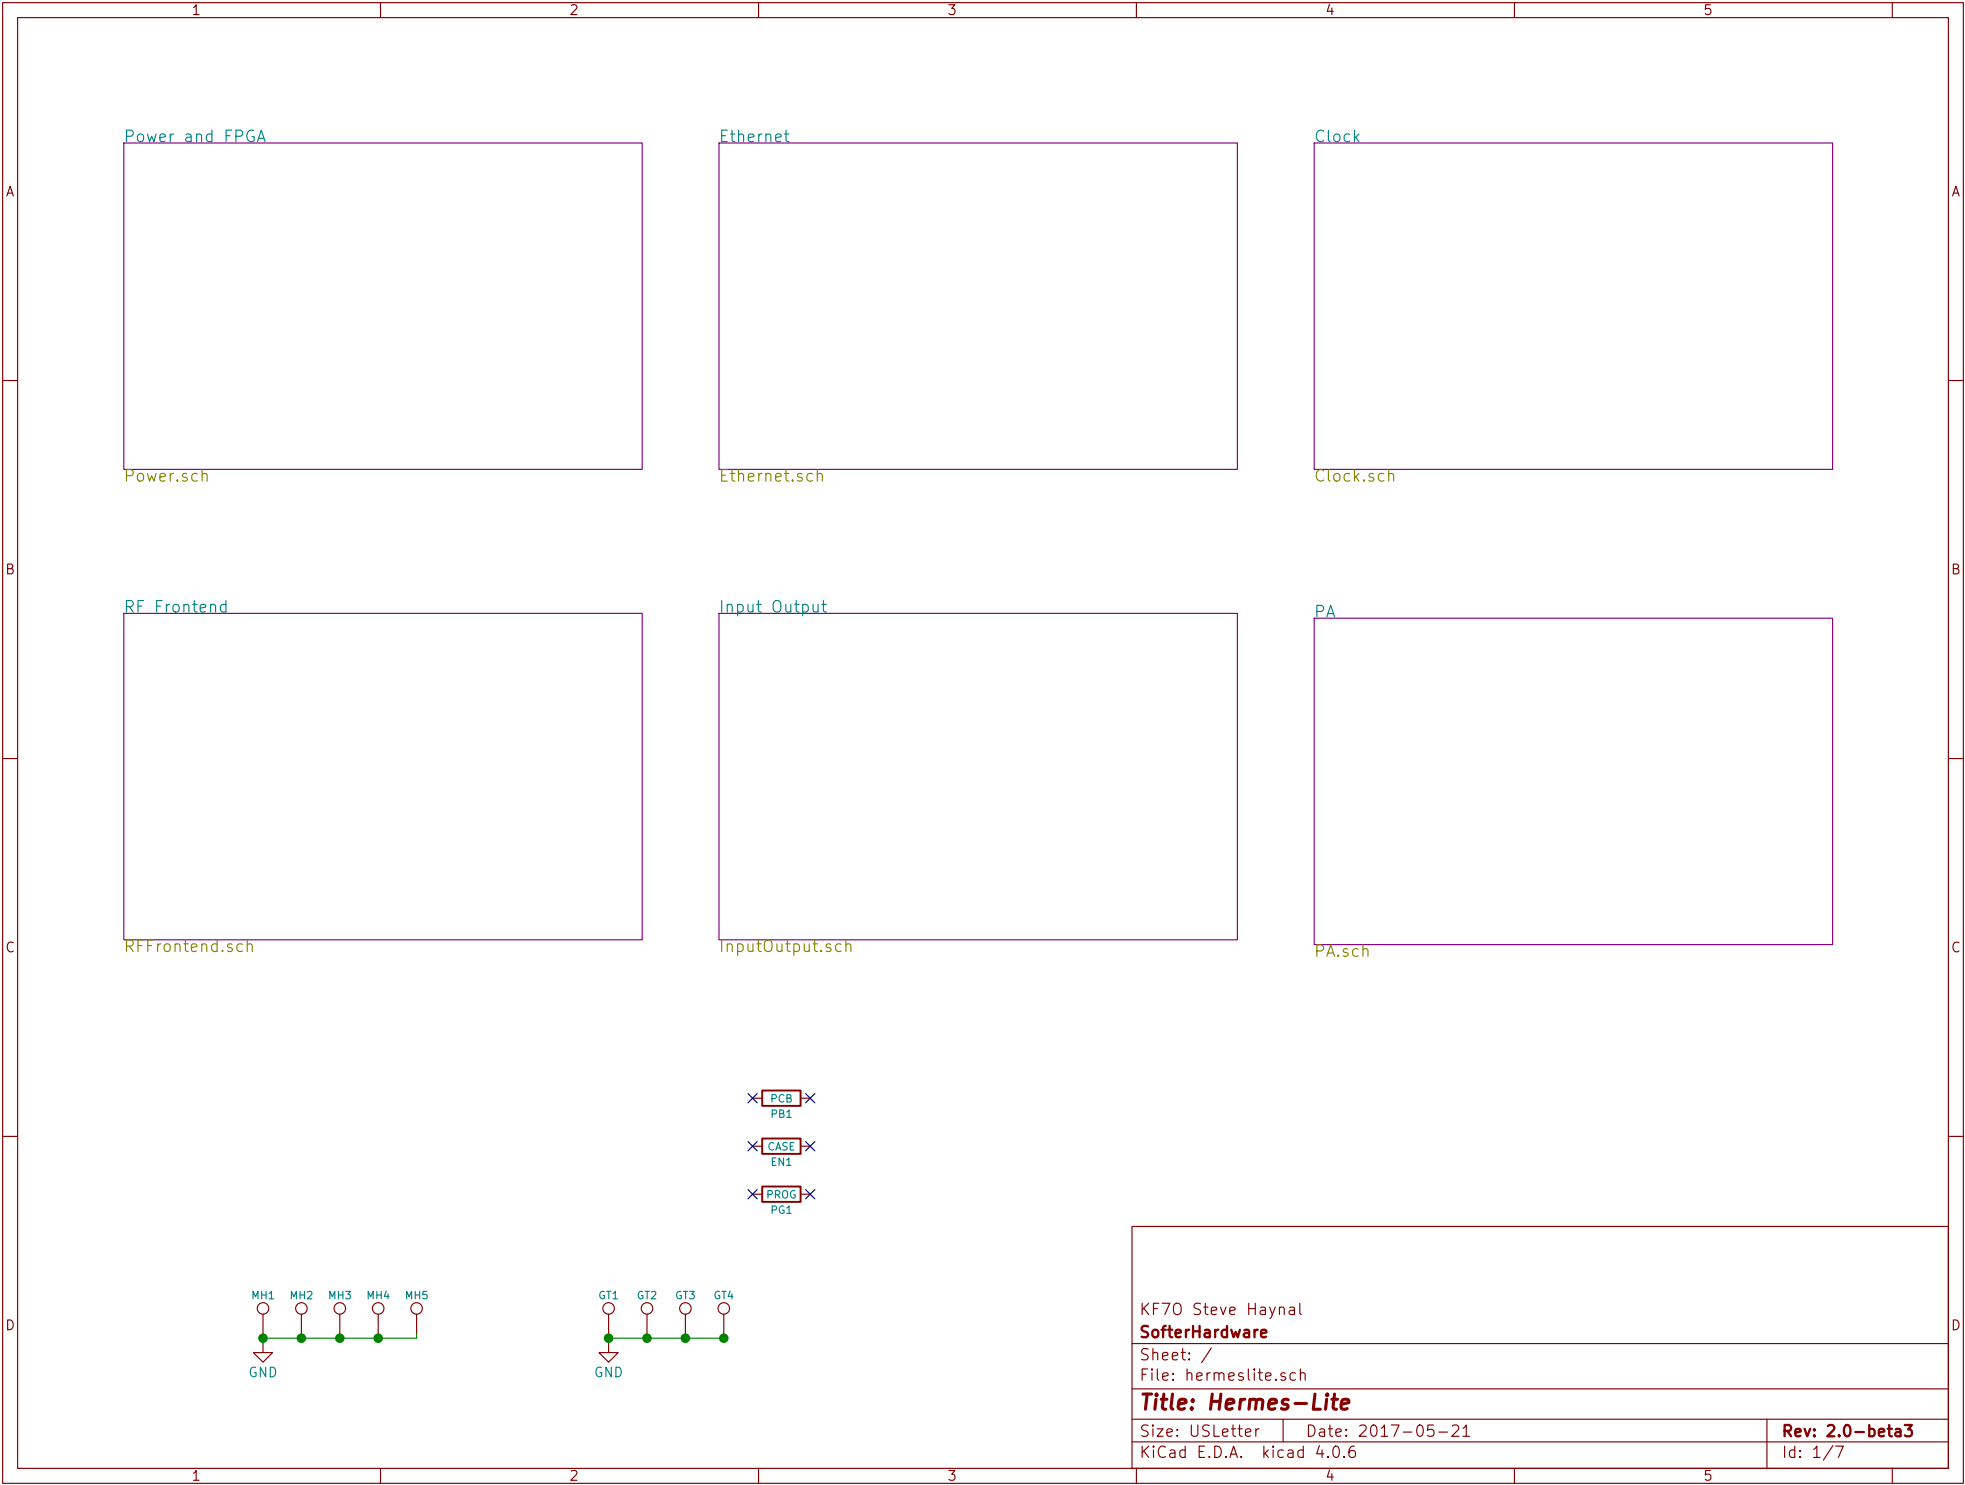 1 2 3 4 5
A A
Power and FPGA Ethernet Clock
Power.sch Ethernet.sch Clock.sch
B B
RF Frontend Input Output PA
RFFrontend.sch InputOutput.sch PA.sch
C C
PCB
PB1
CASE
EN1
PROG
PG1
MH1 MH2 MH3 MH4 MH5 GT1 GT2 GT3 GT4
GND GND
D D
KF7O Steve Haynal
SofterHardware
Sheet: /
File: hermeslite.sch
Title: Hermes-Lite
Size: USLetter Date: 2017-05-21 Rev: 2.0-beta3
KiCad E.D.A. kicad 4.0.6 Id: 1/7
1 2 3 4 5